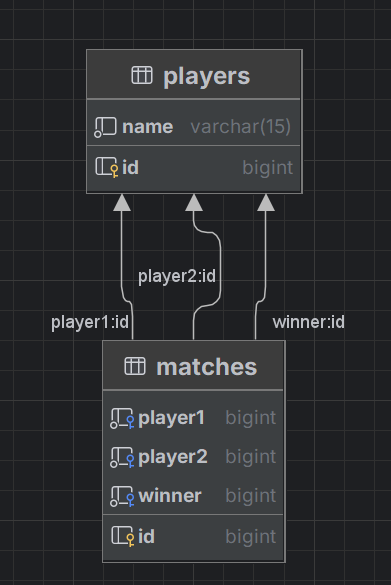 players
name varchar(15)
id bigint
player2:id
player1:id winner:id
matches
player1 bigint
player2 bigint
winner bigint
id bigint